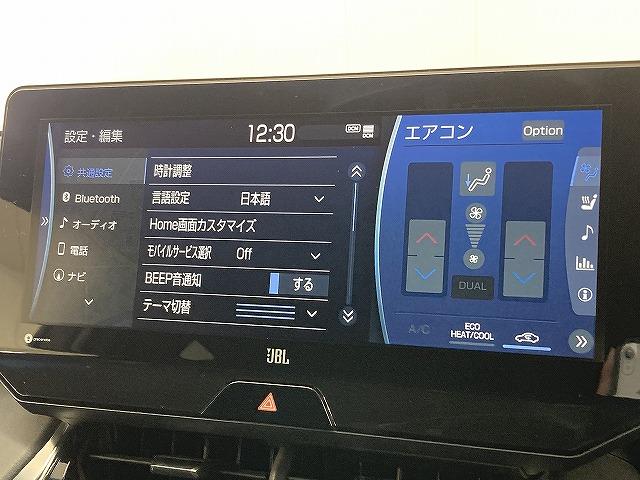 設定・編集
12:30
DCM
DCM
共通設定
時計調整
Bluetooth
言語設定 日本語
オーディオ
Home画面カスタマイズ
電話
モバイルサービス選択 Off
ナビ
BEEP音通知 する
テーマ切替
エアコン
Option
DUAL
A/C
ECO
HEAT/COOL
gracenote
JBL